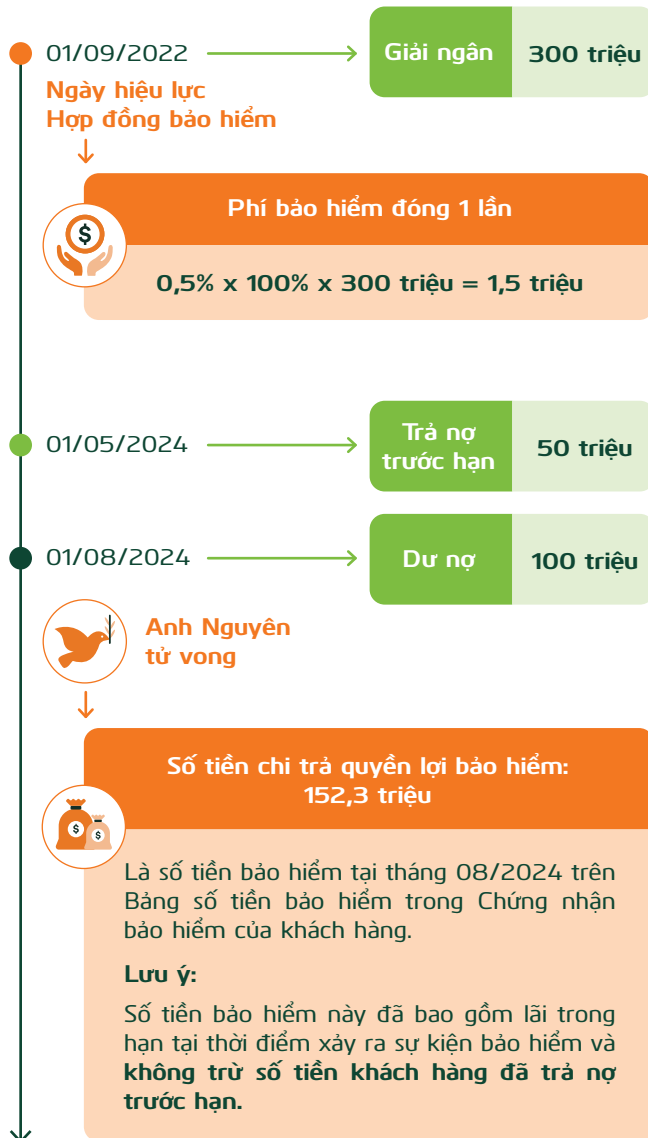 01/09/2022
Giải ngân
300 triệu
Ngày hiệu lực
Hợp đồng bảo hiểm
Phí bảo hiểm đóng 1 lần
0,5% x 100% x 300 triệu = 1,5 triệu
01/05/2024
Trả nợ
trước hạn
50 triệu
01/08/2024
Dư nợ
100 triệu
Anh Nguyên
tử vong
Số tiền chi trả quyền lợi bảo hiểm:
152,3 triệu
Là số tiền bảo hiểm tại tháng 08/2024 trên
Bảng số tiền bảo hiểm trong Chứng nhận
bảo hiểm của khách hàng.
Lưu ý:
Số tiền bảo hiểm này đã bao gồm lãi trong
hạn tại thời điểm xảy ra sự kiện bảo hiểm và
không trừ số tiền khách hàng đã trả nợ
trước hạn.